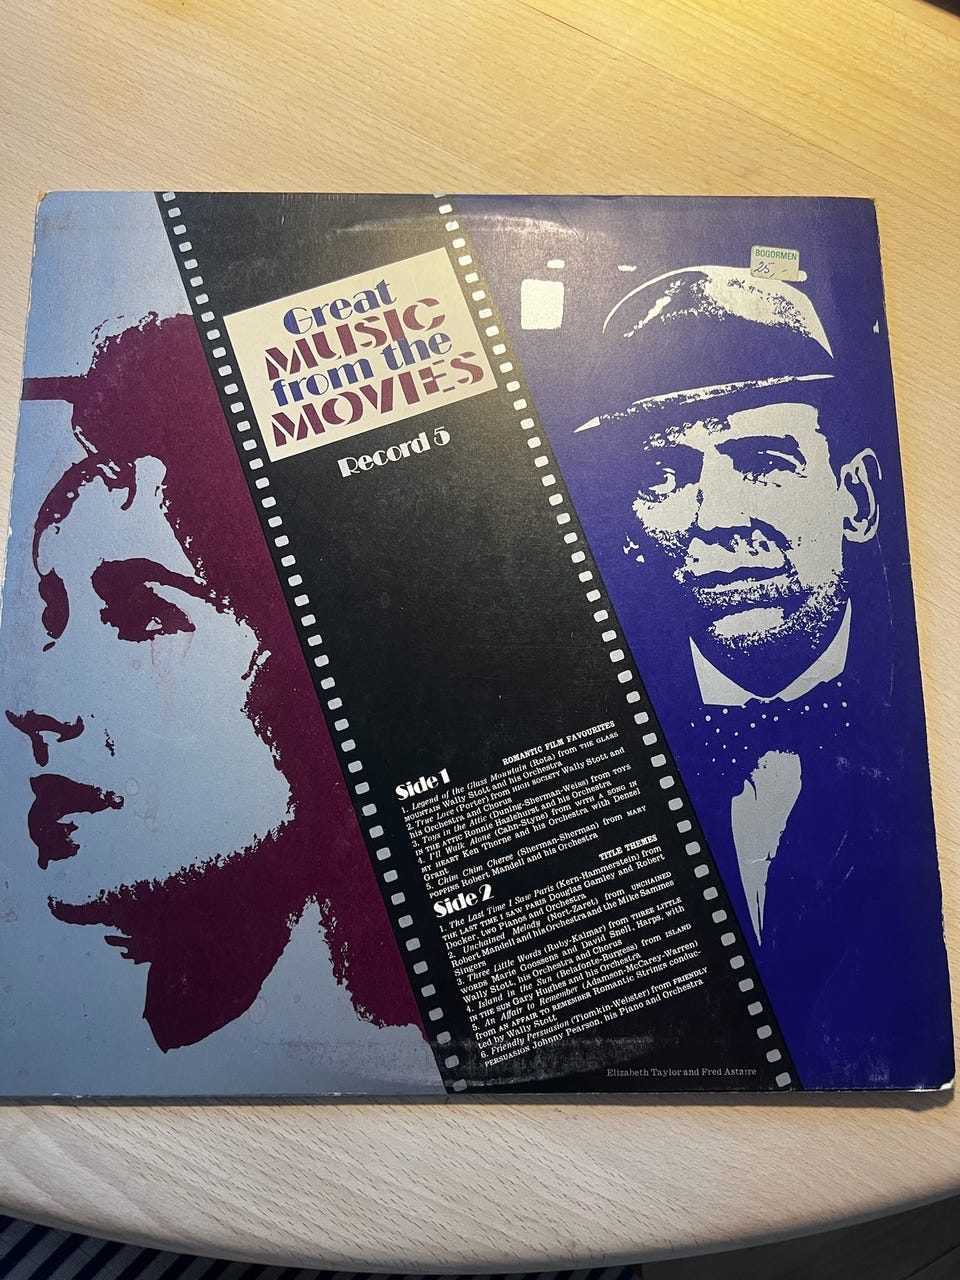 Great
MUSIC
from the
MOVIES
Record 5
BOGORMEN
25,-
Side 1
ROMANTIC FILM FAVOURITES
1. Legend of the Glass Mountain (Rota) from THE GLASS
MOUNTAIN Wally Stott and his Orchestra
2. True Love (Porter) from HIGH SOCIETY Wally Stott and
his Orchestra and Chorus
3. Toys in the Attic (Duning-Sherman-Weiss) from TOYS
IN THE ATTIC Ronnie Hazlehurst and his Orchestra
4. I'll Walk Alone (Cahn-Styne) from WITH A SONG IN
MY HEART Ken Thorne and his Orchestra with Denzel
Grant
5. Chim Chim Cheree (Sherman-Sherman) from MARY
POPPINS Robert Mandell and his Orchestra
Side 2
TITLE THEMES
1. The Last Time I Saw Paris (Kern-Hammerstein) from
THE LAST TIME I SAW PARIS Douglas Gamley and Robert
Docker, two Pianos and Orchestra
2. Unchained Melody (Nort-Zaret) from UNCHAINED
Robert Mandell and his Orchestra and the Mike Sammes
Singers
3. Three Little Words (Ruby-Kalmar) from THREE LITTLE
WORDS Marie Goossens and David Snell, Harps with
Wally Stott, his Orchestra and Chorus
4. Island in the Sun (Belafonte-Burgess) from ISLAND
IN THE SUN Gary Hughes and his Orchestra
5. An Affair to Remember (Adamson-McCarey-Warren)
from AN AFFAIR TO REMEMBER Romantic Strings conduc-
ted by Wally Stott
6. Friendly Persuasion (Tiomkin-Webster) from FRIENDLY
PERSUASION Johnny Pearson, his Piano and Orchestra
Elizabeth Taylor and Fred Astaire